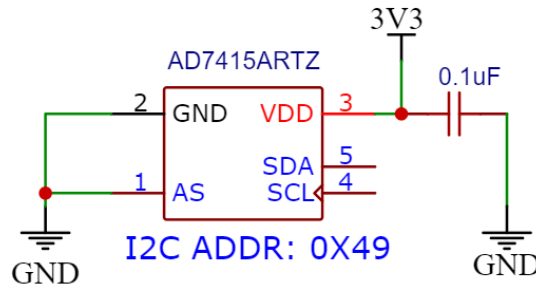 3V3
AD7415ARTZ
0.1uF
2 GND VDD 3
SDA 5
1 AS SCL 4
I2C ADDR: 0X49
GND GND